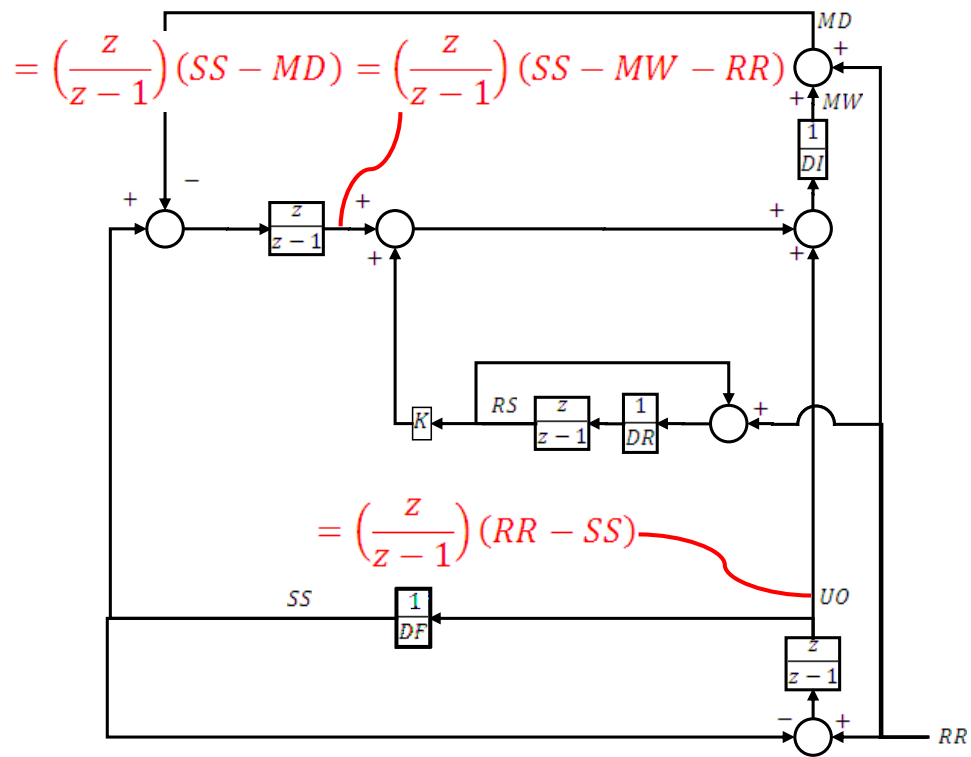 MD
+
= (z/(z − 1)) (SS − MD) = (z/(z − 1)) (SS − MW − RR)
+ MW
1/DI
−
+
z/(z − 1)
+
+
+
+
RS
K
z/(z − 1)
1/DR
+
= (z/(z − 1)) (RR − SS)
SS
1/DF
UO
z/(z − 1)
− +
RR